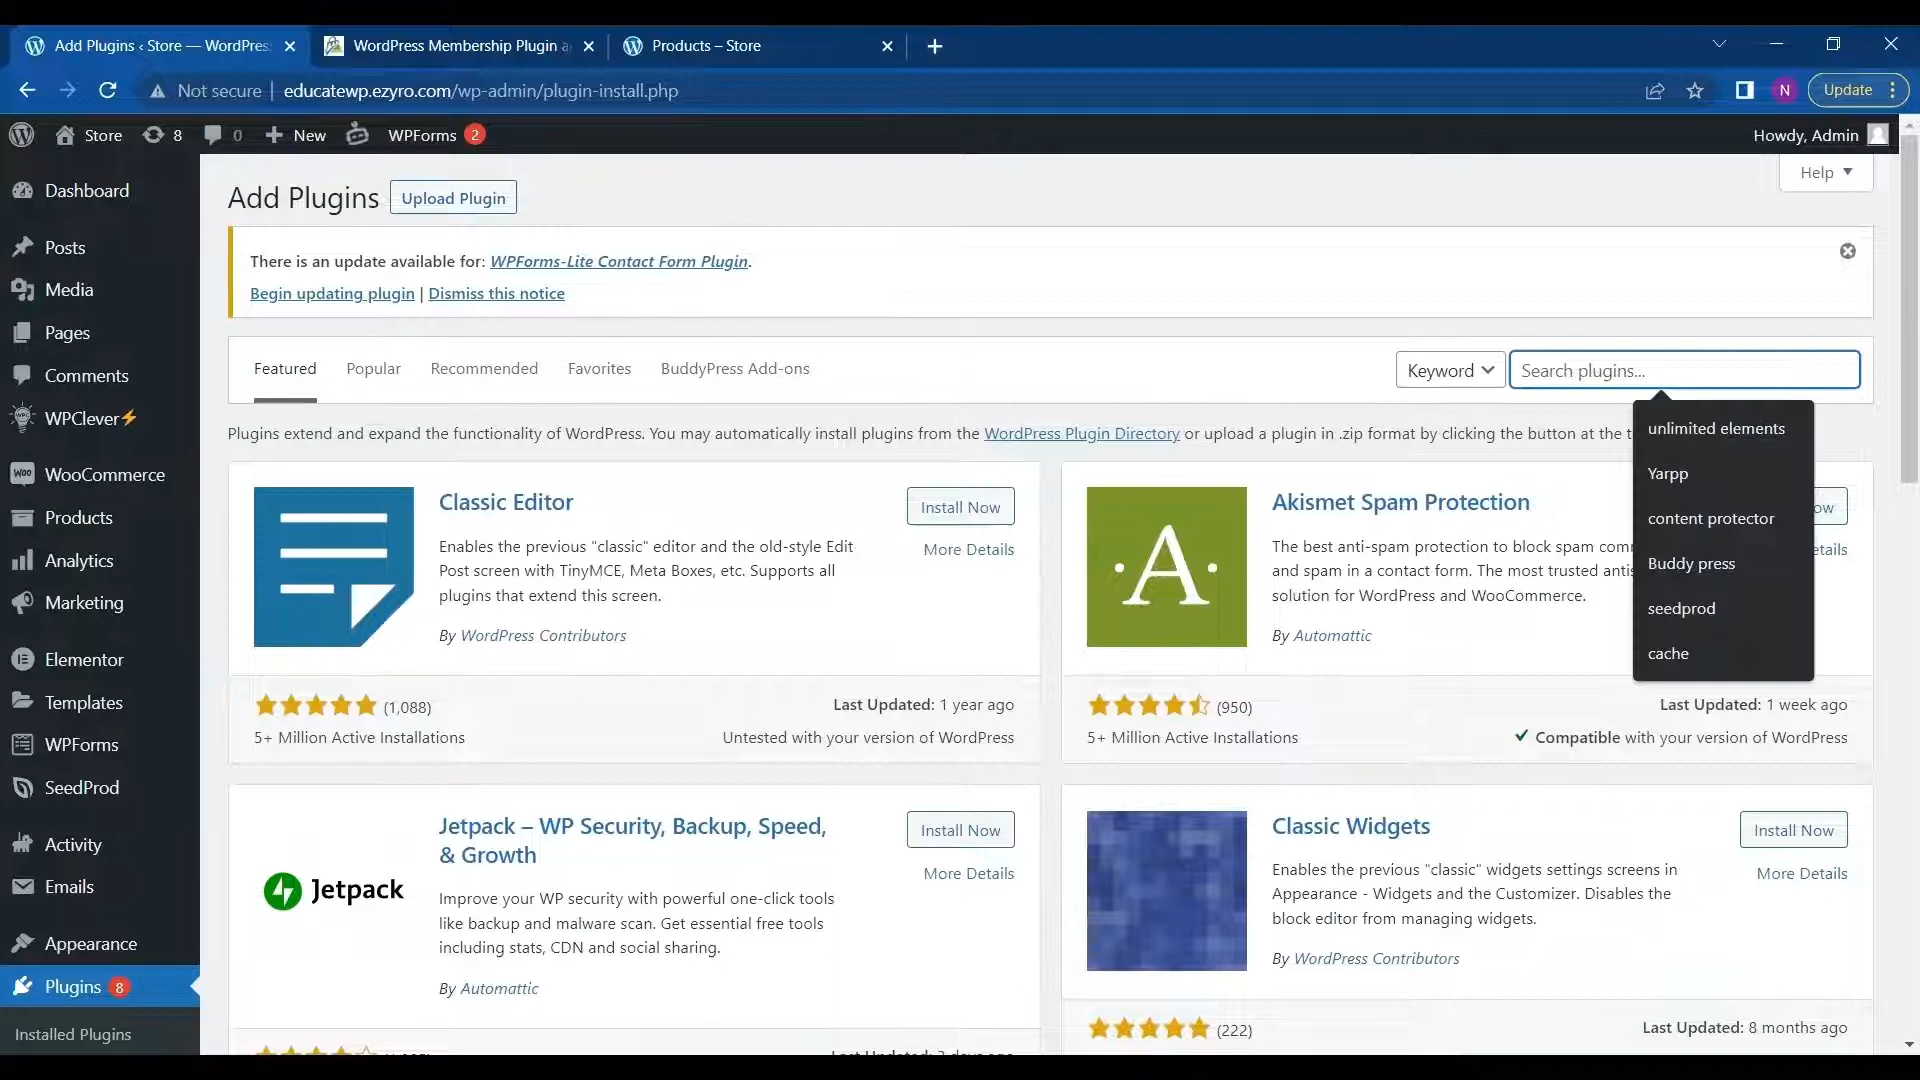 Add Plugins ‹ Store — WordPres
WordPress Membership Plugin a
Products – Store
Not secure
educatewp.ezyro.com/wp-admin/plugin-install.php
N
Update
Store
8
0
New
WPForms 2
Howdy, Admin
Dashboard
Posts
Media
Pages
Comments
WPClever⚡
WooCommerce
Products
Analytics
Marketing
Elementor
Templates
WPForms
SeedProd
Activity
Emails
Appearance
Plugins 8
Installed Plugins
Help
Add Plugins
Upload Plugin
There is an update available for: WPForms-Lite Contact Form Plugin.
Begin updating plugin | Dismiss this notice
Featured
Popular
Recommended
Favorites
BuddyPress Add-ons
Keyword
Search plugins...
unlimited elements
Yarpp
content protector
Buddy press
seedprod
cache
Plugins extend and expand the functionality of WordPress. You may automatically install plugins from the WordPress Plugin Directory or upload a plugin in .zip format by clicking the button at the t
Classic Editor
Install Now
More Details
Enables the previous "classic" editor and the old-style Edit
Post screen with TinyMCE, Meta Boxes, etc. Supports all
plugins that extend this screen.
By WordPress Contributors
(1,088)
5+ Million Active Installations
Last Updated: 1 year ago
Untested with your version of WordPress
A
Akismet Spam Protection
ow
etails
The best anti-spam protection to block spam com
and spam in a contact form. The most trusted antis
solution for WordPress and WooCommerce.
By Automattic
(950)
5+ Million Active Installations
Last Updated: 1 week ago
Compatible with your version of WordPress
Jetpack
Jetpack – WP Security, Backup, Speed,
& Growth
Install Now
More Details
Improve your WP security with powerful one-click tools
like backup and malware scan. Get essential free tools
including stats, CDN and social sharing.
By Automattic
Classic Widgets
Install Now
More Details
Enables the previous "classic" widgets settings screens in
Appearance - Widgets and the Customizer. Disables the
block editor from managing widgets.
By WordPress Contributors
(222)
Last Updated: 8 months ago